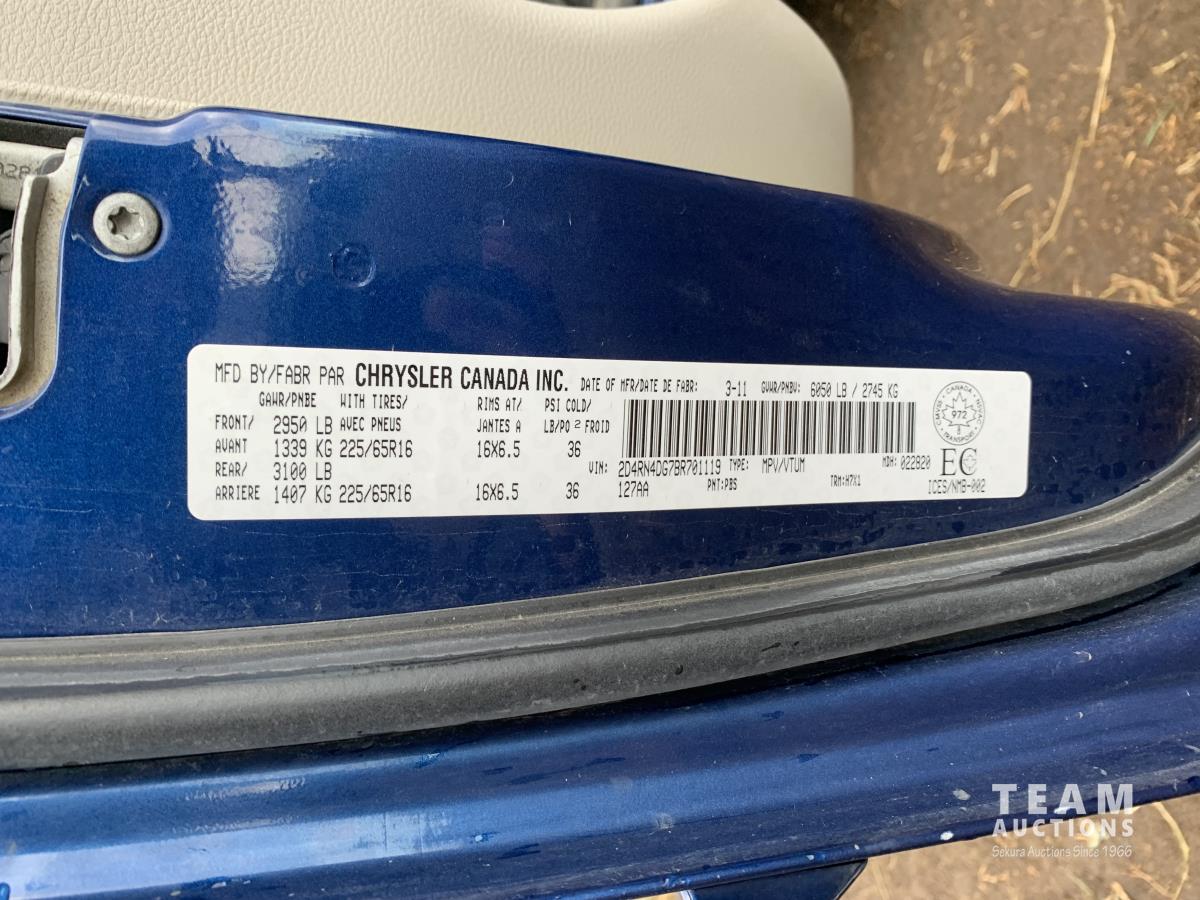 MFD BY/FABR PAR CHRYSLER CANADA INC. DATE OF MFR/DATE DE FABR: 3-11 GVWR/PNBV: 6050 LB / 2745 KG
GAWR/PNBE WITH TIRES/ RIMS AT/ PSI COLD/
FRONT/ 2950 LB AVEC PNEUS JANTES A LB/PO² FROID
AVANT 1339 KG 225/65R16 16X6.5 36
REAR/ 3100 LB VIN: 2D4RN4DG7BR701119 TYPE: MPV/VTUM MDH: 022820
ARRIERE 1407 KG 225/65R16 16X6.5 36 127AA PNT:PBS TRM:H7X1 ICES/NMB-002
CANADA
CMVSS NSVAC
972
TRANSPORT
EC
TEAM
AUCTIONS
Sekura Auctions Since 1966